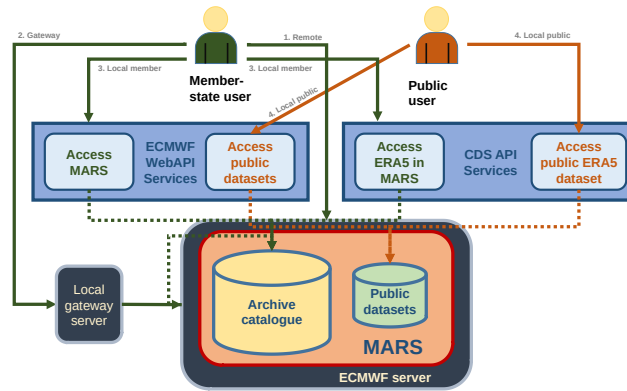 2. Gateway
1. Remote
4. Local public
3. Local member
3. Local member
4. Local public
Member-
state user
Public
user
Access
MARS
ECMWF
WebAPI
Services
Access
public
datasets
Access
ERA5 in
MARS
CDS API
Services
Access
public ERA5
dataset
Local
gateway
server
Archive
catalogue
Public
datasets
MARS
ECMWF server